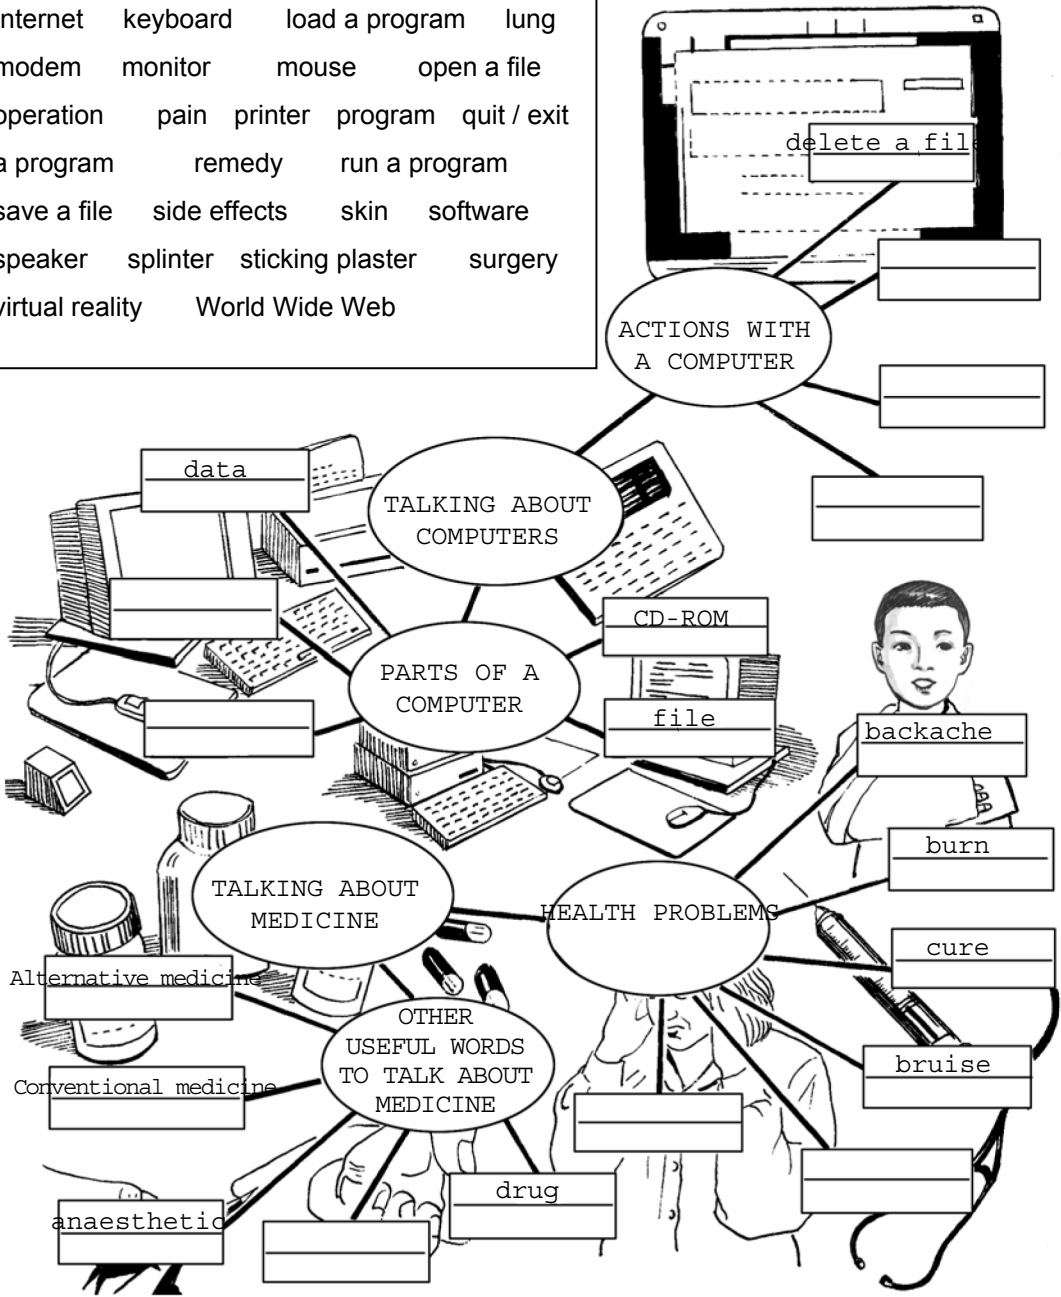 internet keyboard load a program lung
modem monitor mouse open a file
operation pain printer program quit / exit
a program remedy run a program
save a file side effects skin software
speaker splinter sticking plaster surgery
virtual reality World Wide Web
delete a file
ACTIONS WITH
A COMPUTER
data
TALKING ABOUT
COMPUTERS
CD-ROM
PARTS OF A
COMPUTER
file
backache
burn
TALKING ABOUT
MEDICINE
HEALTH PROBLEMS
cure
Alternative medicine
OTHER
USEFUL WORDS
TO TALK ABOUT
MEDICINE
bruise
Conventional medicine
drug
anaesthetic